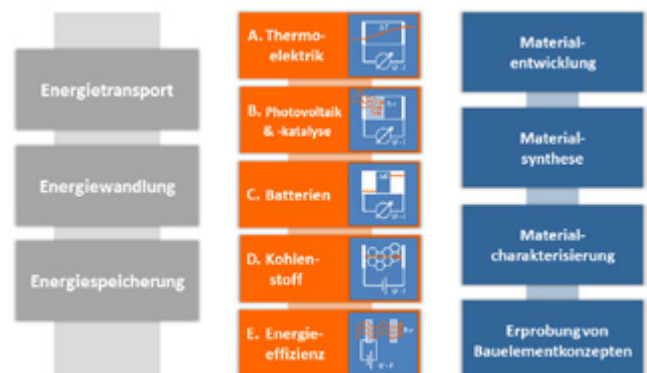 Energietransport
Energiewandlung
Energiespeicherung
A. Thermo-
elektrik
B. Photovoltaik
& -katalyse
C. Batterien
D. Kohlen-
stoff
E. Energie-
effizienz
Material-
entwicklung
Material-
synthese
Material-
charakterisierung
Erprobung von
Bauelementkonzepten